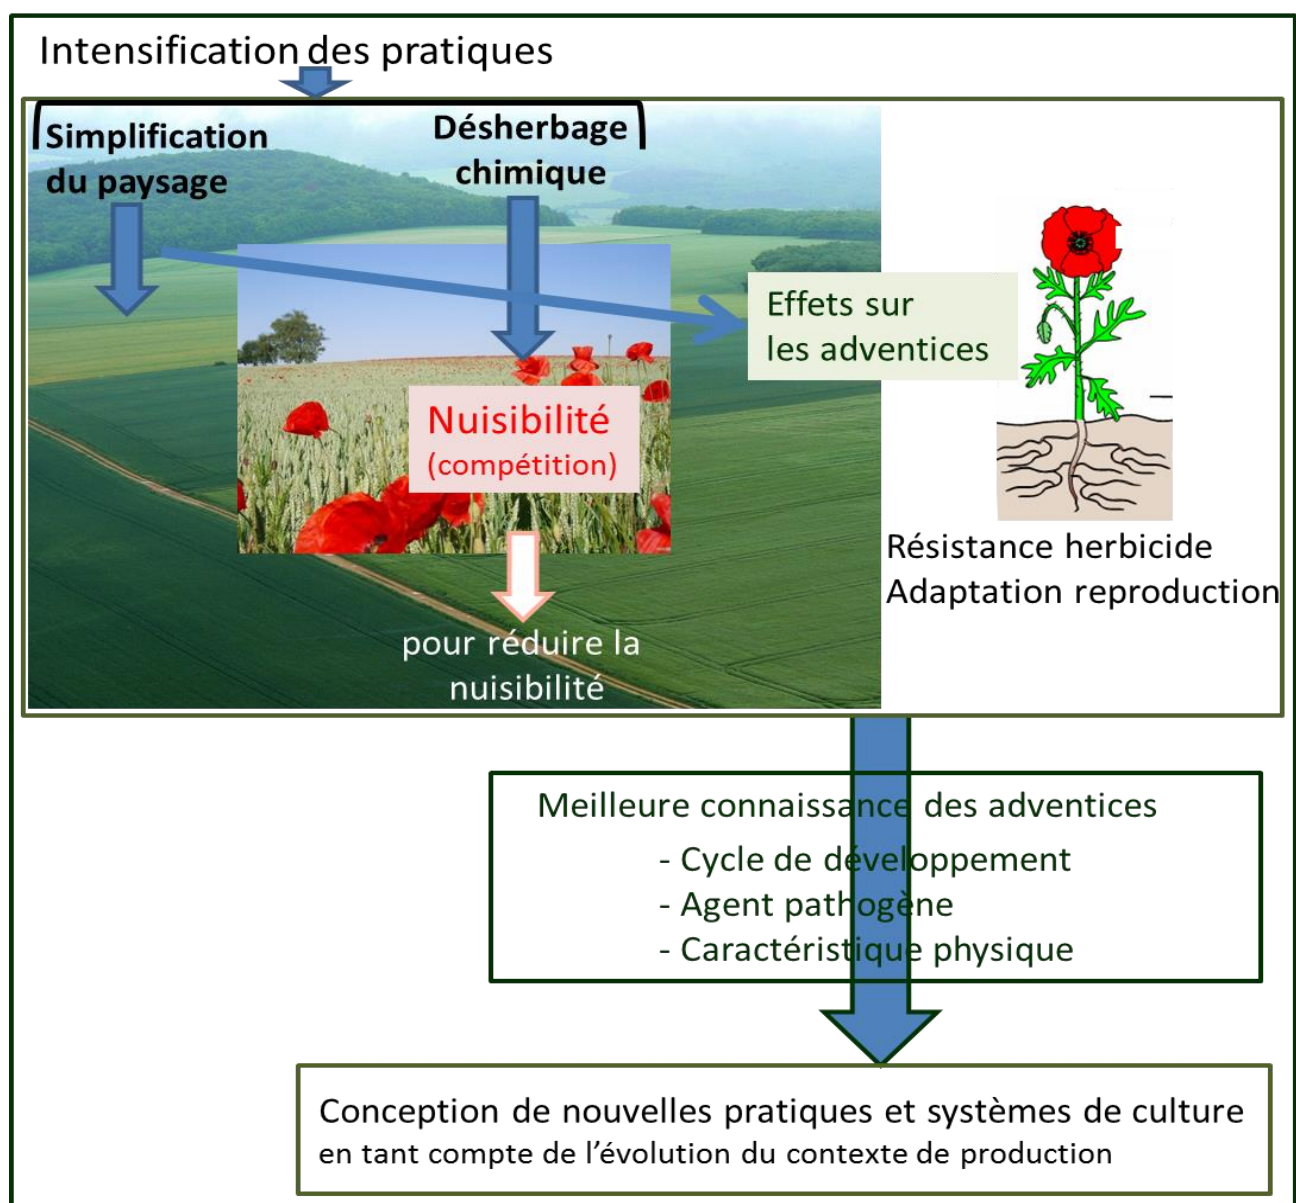 Intensification des pratiques
Simplification
du paysage
Désherbage
chimique
Effets sur
les adventices
Nuisibilité
(compétition)
pour réduire la
nuisibilité
Résistance herbicide
Adaptation reproduction
Meilleure connaissance des adventices
- Cycle de développement
- Agent pathogène
- Caractéristique physique
Conception de nouvelles pratiques et systèmes de culture
en tant compte de l’évolution du contexte de production